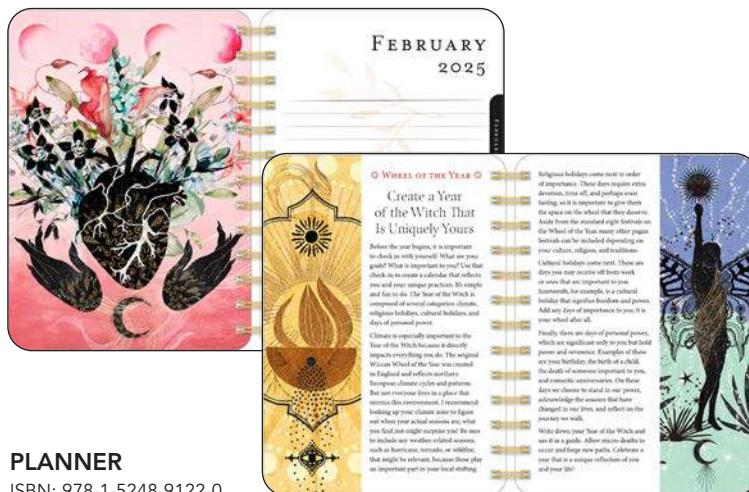 FEBRUARY
2025
WHEEL OF THE YEAR
Create a Year
of the Witch That
Is Uniquely Yours
Before the year begins, it is important
to check in with yourself: What are your
goals? What is important to you? Use that
check-in to create a calendar that reflects
you and your unique practices. It's simple
and fun to do. The Year of the Witch is
composed of several categories: climate,
religious holidays, cultural holidays, and
days of personal power.
Climate is especially important to the
Year of the Witch because it directly
impacts everything you do. The original
Wiccan Wheel of the Year was created
in England and reflects northern
European climate cycles and patterns.
But not everyone lives in a place that
mimics this environment. I recommend
looking up your climate zone to figure
out when your actual seasons are; what
you find just might surprise you! Be sure
to include any weather-related seasons,
such as hurricane, tornado, or wildfire,
that might be relevant, because these play
an important part in your local shifting.
Religious holidays come next in order
of importance. These days require extra
devotion, time off, and perhaps even
fasting, so it is important to give them
the space on the wheel that they deserve.
Aside from the standard eight festivals on
the Wheel of the Year, many other pagan
festivals can be included depending on
your culture, religion, and traditions.
Cultural holidays come next. These are
days you may receive off from work
or ones that are important to you.
Juneteenth, for example, is a cultural
holiday that signifies freedom and power.
Add any days of importance to you; it is
your wheel after all.
Finally, there are days of personal power,
which are significant only to you but hold
power and reverence. Examples of these
are your birthday, the birth of a child,
the death of someone important to you,
and romantic anniversaries. On these
days we choose to stand in our power,
acknowledge the seasons that have
changed in our lives, and reflect on the
journey we walk.
Write down your Year of the Witch and
use it as a guide. Allow micro-deaths to
occur and forge new paths. Celebrate a
year that is a unique reflection of you
and your life!
PLANNER
ISBN: 978-1-5248-9122-0